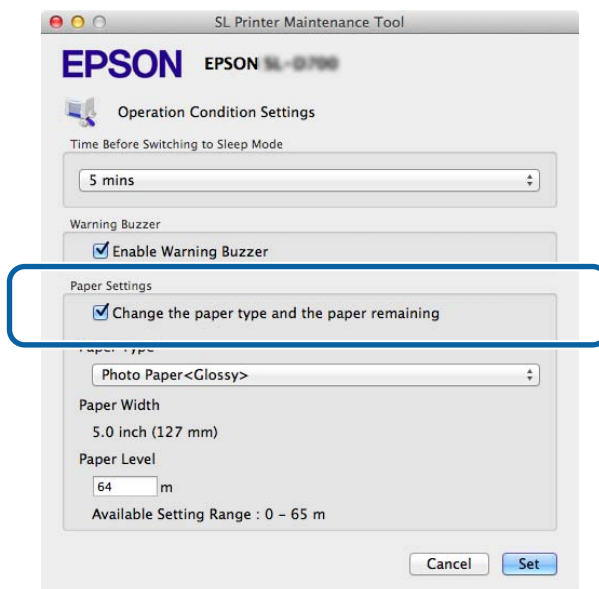 SL Printer Maintenance Tool
EPSON EPSON
Operation Condition Settings
Time Before Switching to Sleep Mode
5 mins
Warning Buzzer
Enable Warning Buzzer
Paper Settings
Change the paper type and the paper remaining
Paper Type
Photo Paper<Glossy>
Paper Width
5.0 inch (127 mm)
Paper Level
64 m
Available Setting Range : 0 – 65 m
Cancel Set